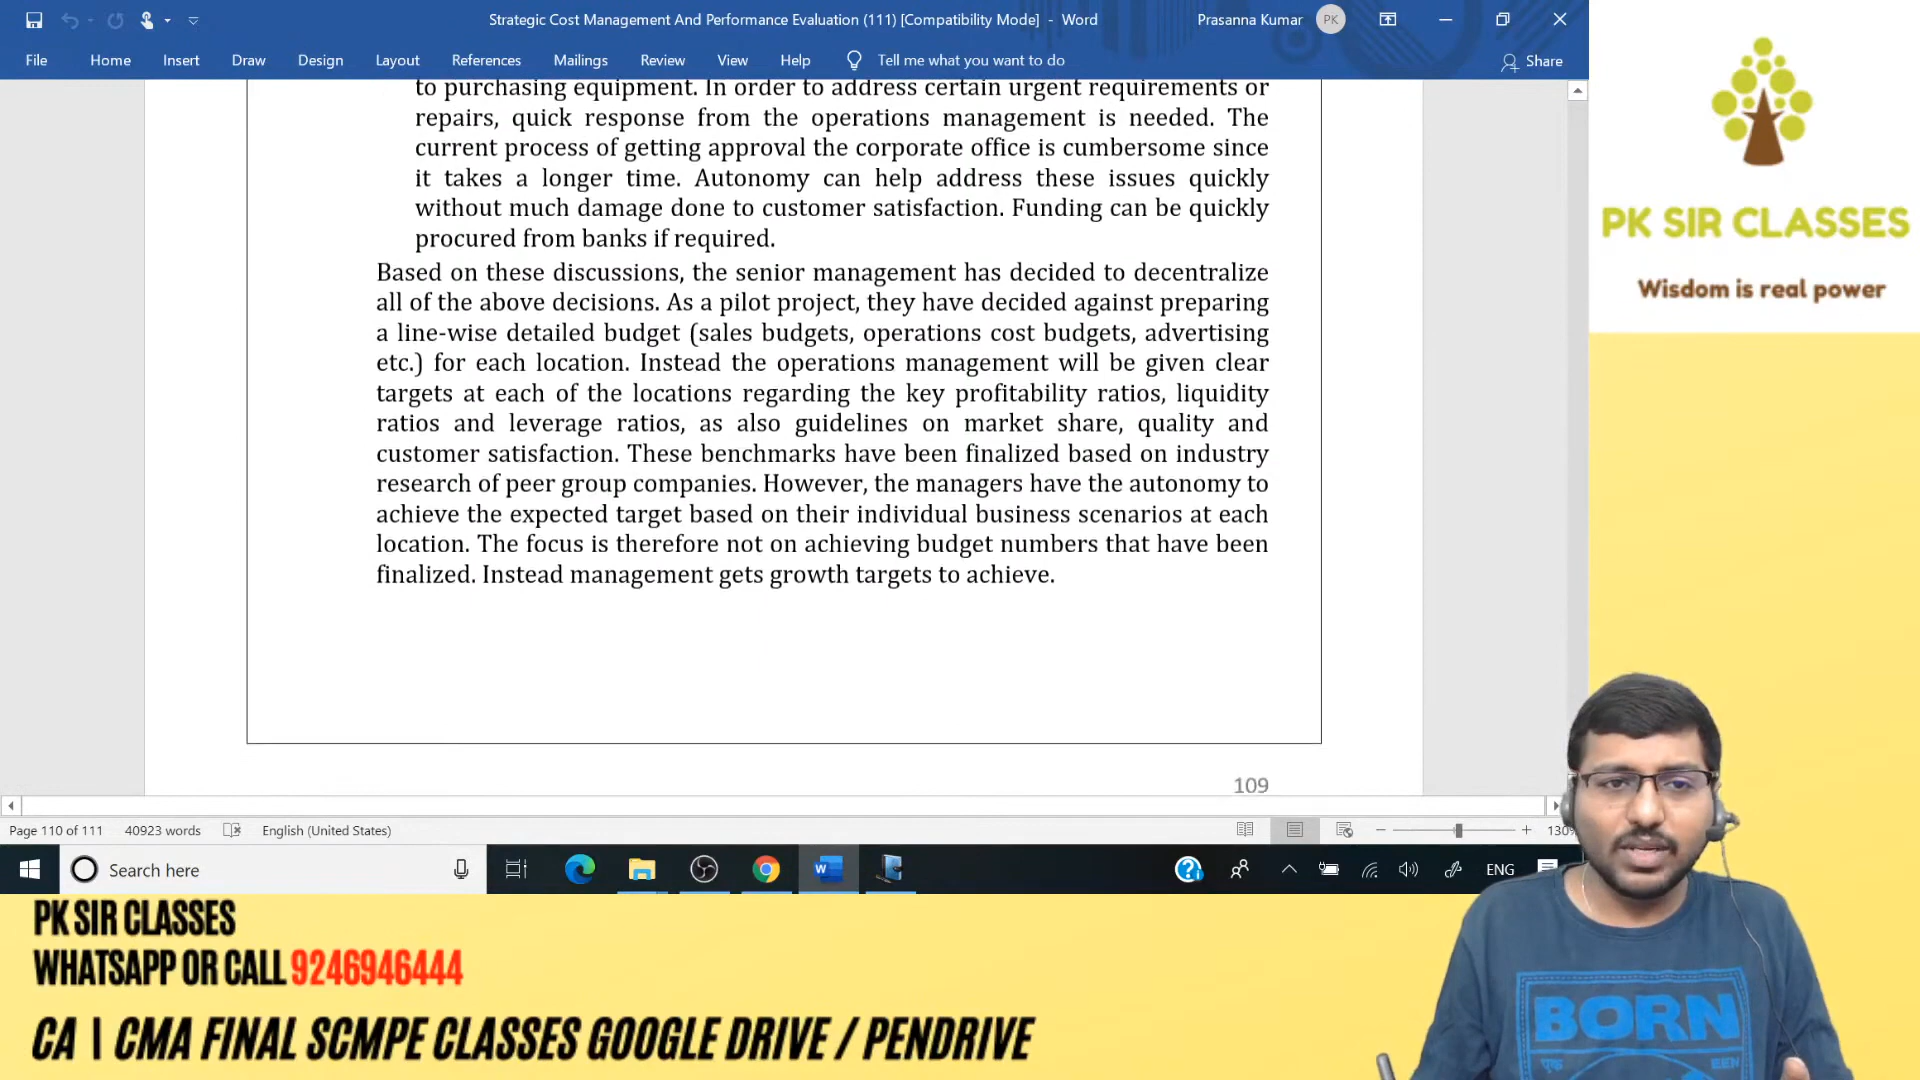 Strategic Cost Management And Performance Evaluation (111) [Compatibility Mode] - Word
Prasanna Kumar
PK
File
Home
Insert
Draw
Design
Layout
References
Mailings
Review
View
Help
Tell me what you want to do
Share
to purchasing equipment. In order to address certain urgent requirements or
repairs, quick response from the operations management is needed. The
current process of getting approval the corporate office is cumbersome since
it takes a longer time. Autonomy can help address these issues quickly
without much damage done to customer satisfaction. Funding can be quickly
procured from banks if required.
Based on these discussions, the senior management has decided to decentralize
all of the above decisions. As a pilot project, they have decided against preparing
a line-wise detailed budget (sales budgets, operations cost budgets, advertising
etc.) for each location. Instead the operations management will be given clear
targets at each of the locations regarding the key profitability ratios, liquidity
ratios and leverage ratios, as also guidelines on market share, quality and
customer satisfaction. These benchmarks have been finalized based on industry
research of peer group companies. However, the managers have the autonomy to
achieve the expected target based on their individual business scenarios at each
location. The focus is therefore not on achieving budget numbers that have been
finalized. Instead management gets growth targets to achieve.
109
Page 110 of 111
40923 words
English (United States)
130%
Search here
ENG
PK SIR CLASSES
Wisdom is real power
PK SIR CLASSES
WHATSAPP OR CALL 9246946444
CA | CMA FINAL SCMPE CLASSES GOOGLE DRIVE / PENDRIVE
BORN